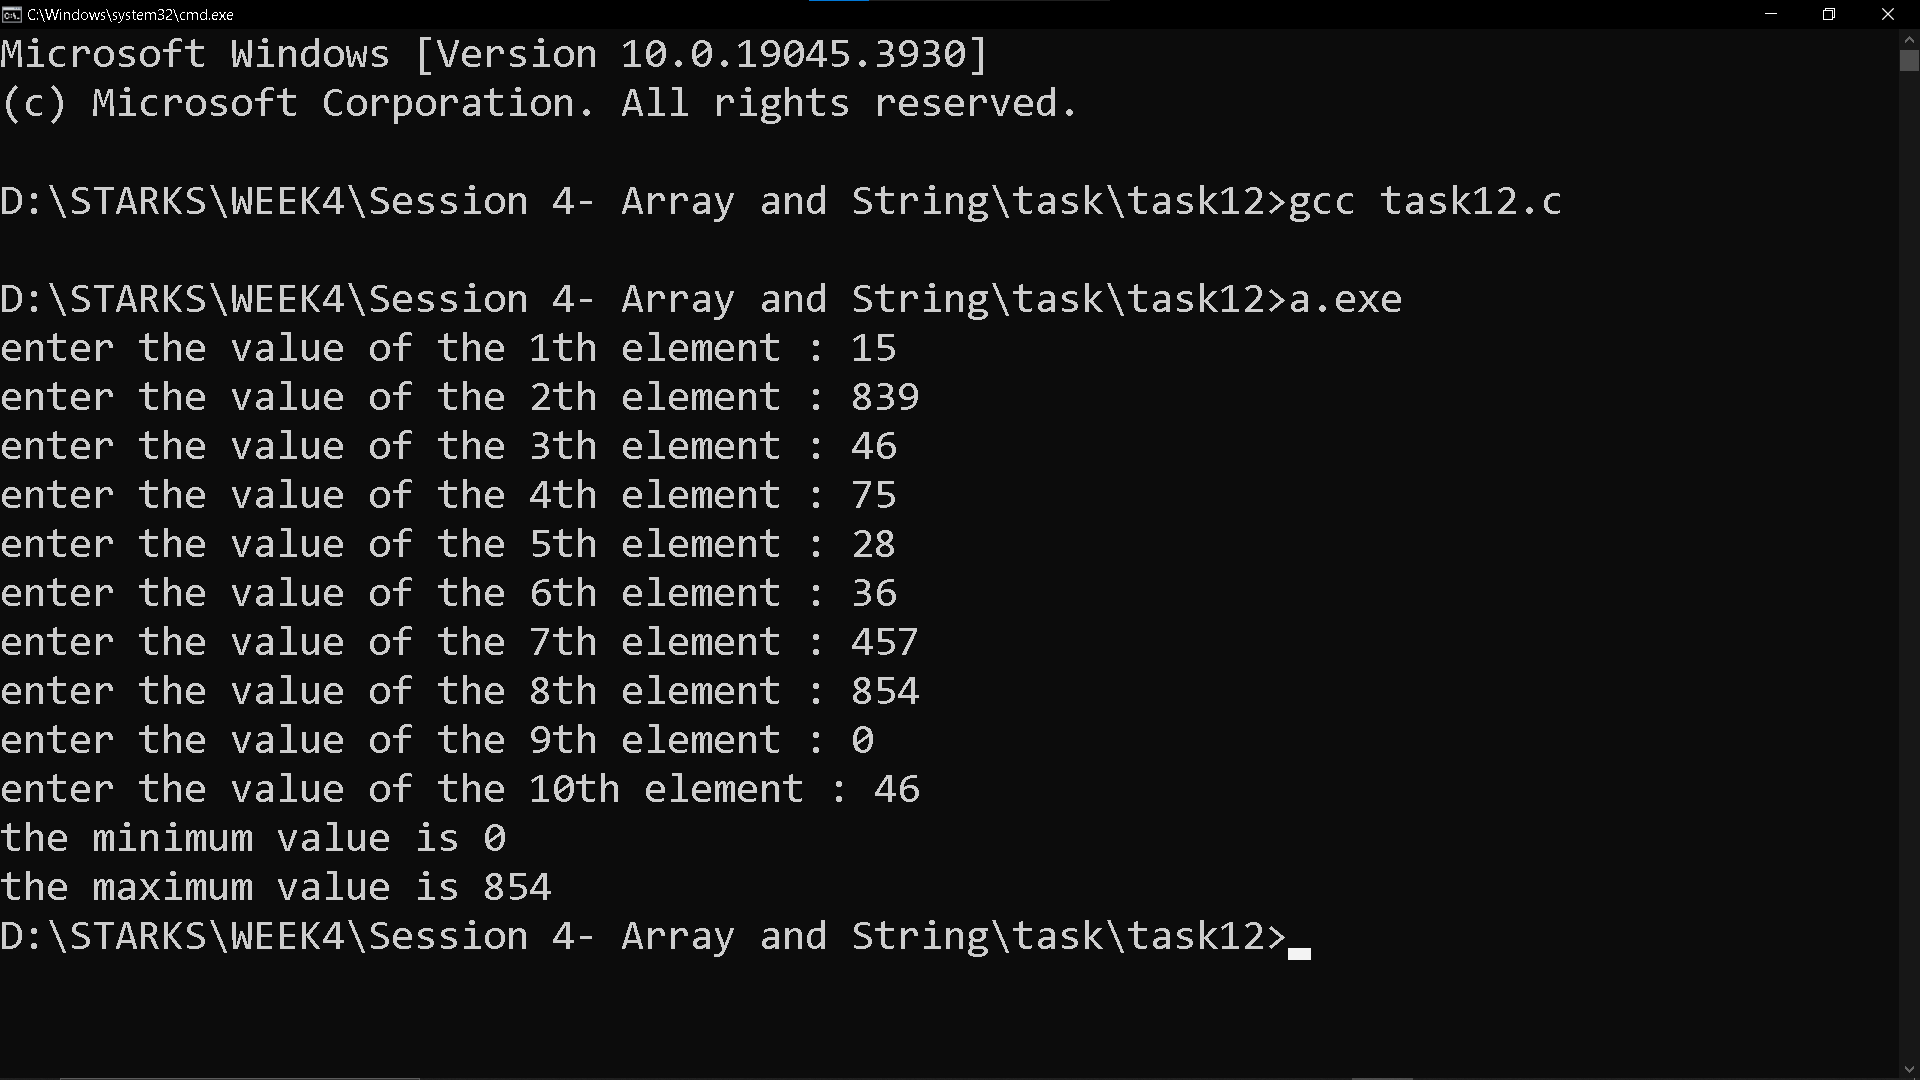 C:\Windows\system32\cmd.exe
Microsoft Windows [Version 10.0.19045.3930]
(c) Microsoft Corporation. All rights reserved.
D:\STARKS\WEEK4\Session 4- Array and String\task\task12>gcc task12.c
D:\STARKS\WEEK4\Session 4- Array and String\task\task12>a.exe
enter the value of the 1th element : 15
enter the value of the 2th element : 839
enter the value of the 3th element : 46
enter the value of the 4th element : 75
enter the value of the 5th element : 28
enter the value of the 6th element : 36
enter the value of the 7th element : 457
enter the value of the 8th element : 854
enter the value of the 9th element : 0
enter the value of the 10th element : 46
the minimum value is 0
the maximum value is 854
D:\STARKS\WEEK4\Session 4- Array and String\task\task12>